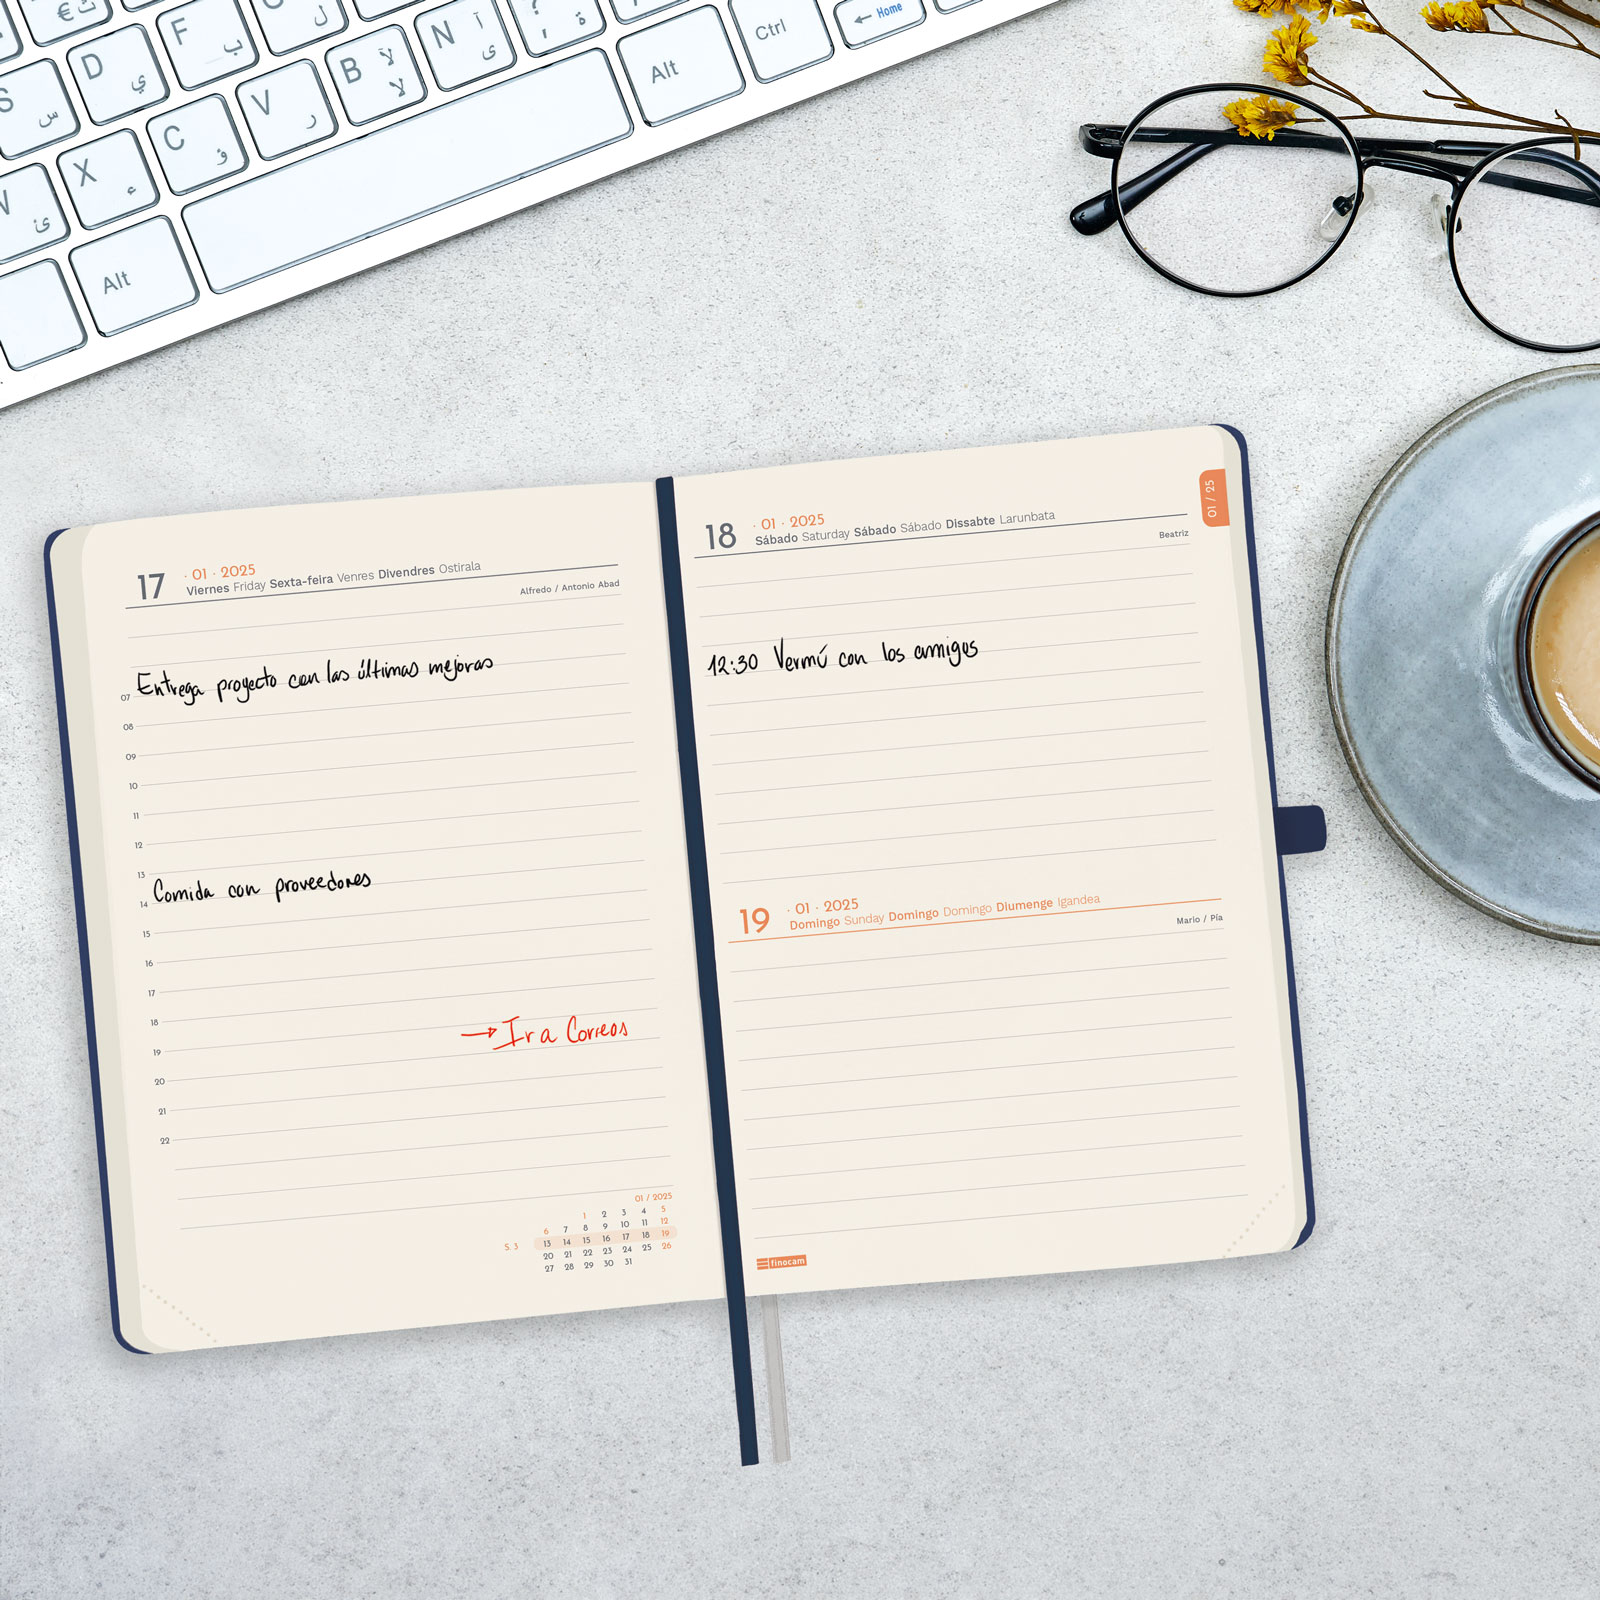 € ث
F ب
ل
D ي
S س
N آ ى
؟ ة
B لآ لا
V ر
C ؤ
X ء
ئ
Alt
Alt
Ctrl
← Home
17 · 01 · 2025
Viernes Friday Sexta-feira Venres Divendres Ostirala
Alfredo / Antonio Abad
Entrega proyecto con las últimas mejoras
07
08
09
10
11
12
13
Comida con proveedores
14
15
16
17
18
→ Ir a Correos
19
20
21
22
01 / 2025
1 2 3 4 5
6 7 8 9 10 11 12
S. 3 13 14 15 16 17 18 19
20 21 22 23 24 25 26
27 28 29 30 31
01 / 25
18 · 01 · 2025
Sábado Saturday Sábado Sábado Dissabte Larunbata
Beatriz
12:30 Vermú con los amigos
19 · 01 · 2025
Domingo Sunday Domingo Domingo Diumenge Igandea
Mario / Pía
finocam